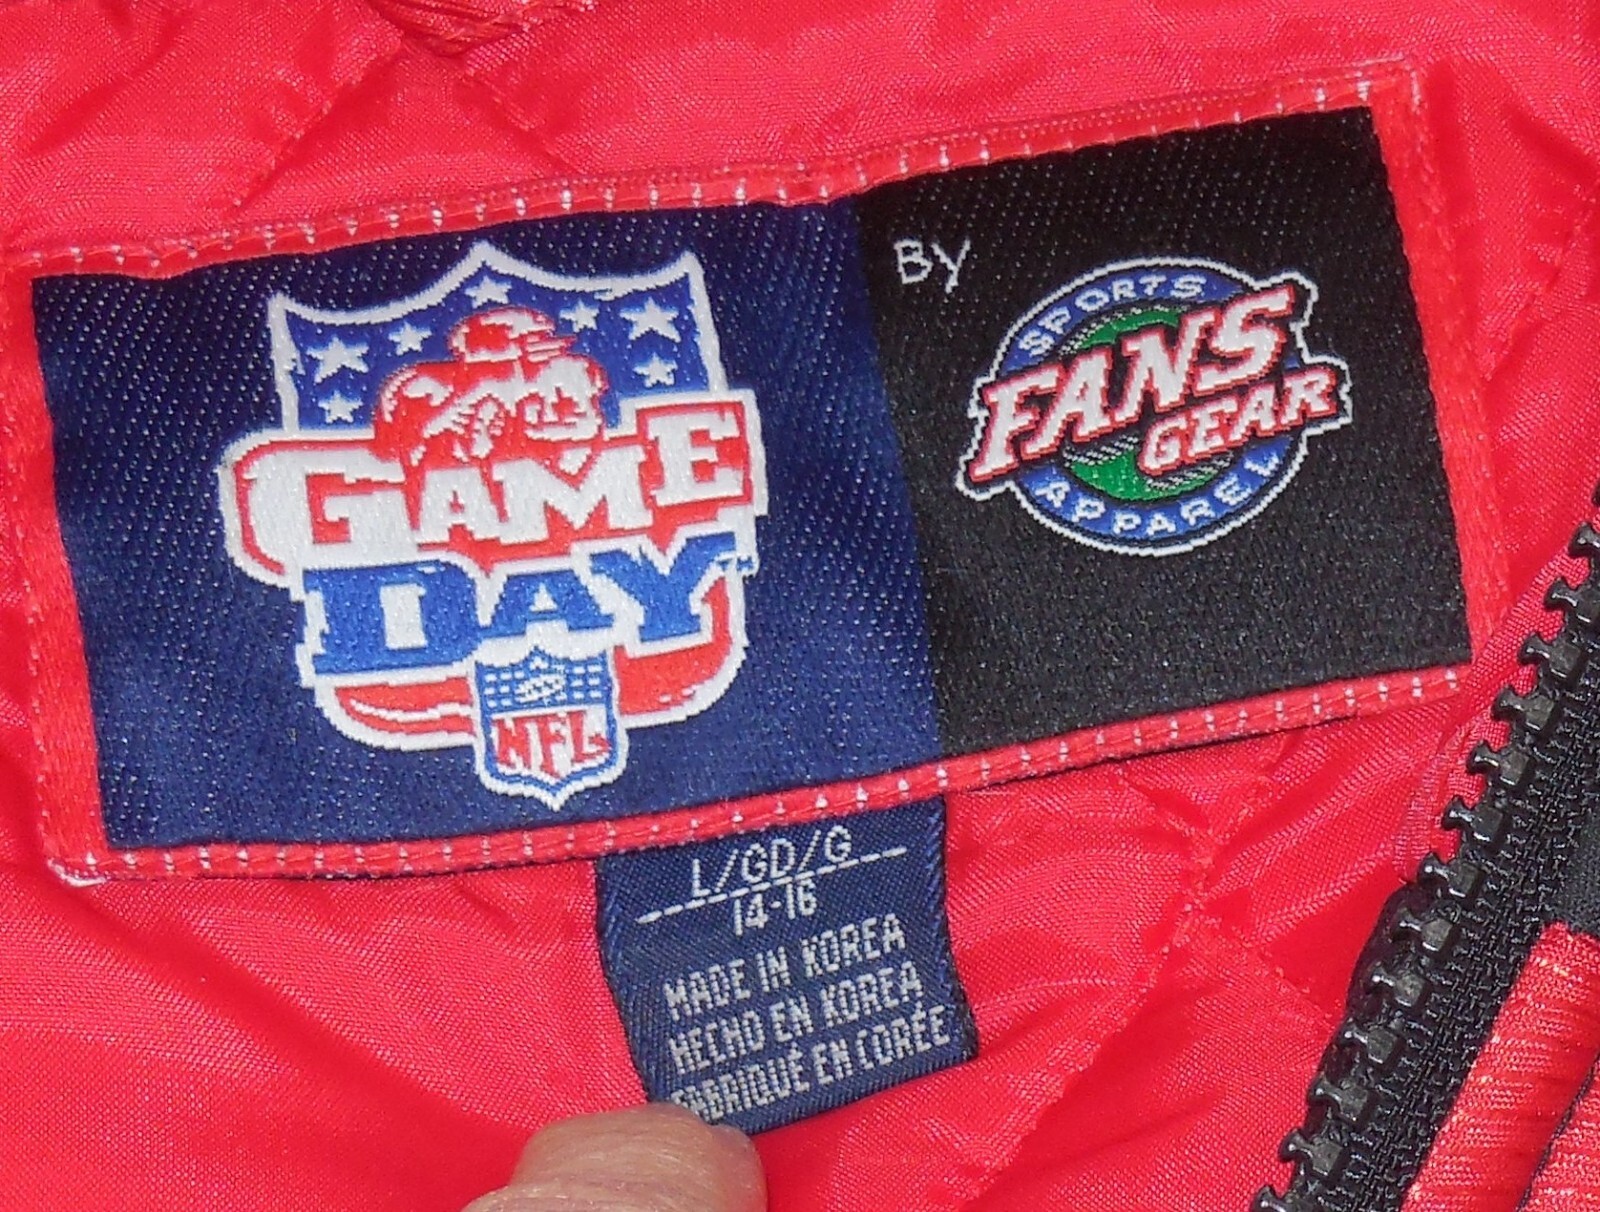 GAME
DAY™
NFL
By
SPORTS
FANS
GEAR
APPAREL
L/GD/G
14-16
MADE IN KOREA
HECHO EN KOREA
FABRIQUÉ EN CORÉE